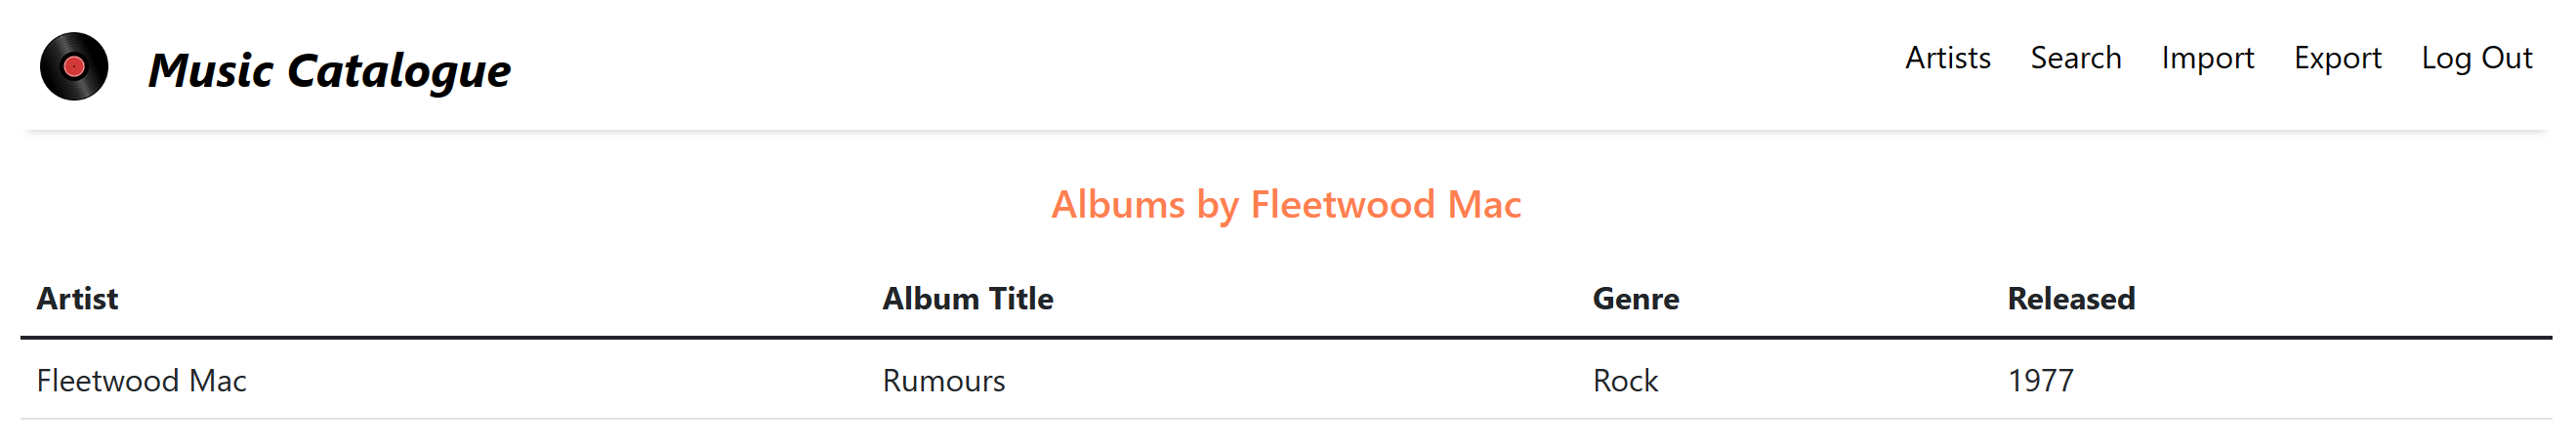 Music Catalogue
Artists Search Import Export Log Out
Albums by Fleetwood Mac
Artist Album Title Genre Released
Fleetwood Mac Rumours Rock 1977